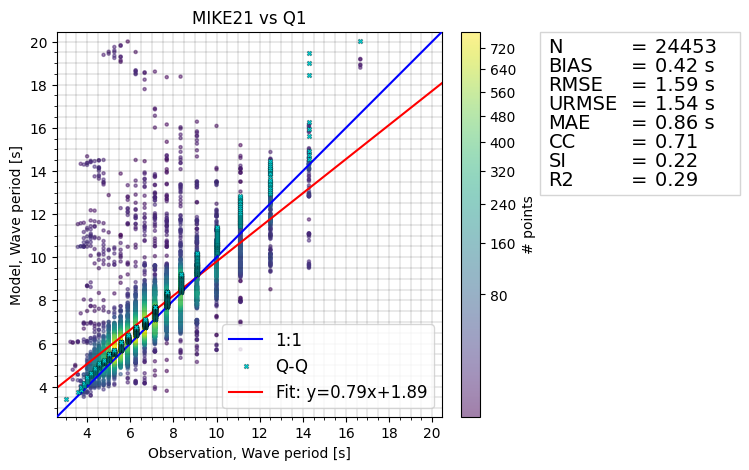 MIKE21 vs Q1
20
18
16
14
12
10
8
6
4
Model, Wave period [s]
4 6 8 10 12 14 16 18 20
Observation, Wave period [s]
1:1
Q-Q
Fit: y=0.79x+1.89
720
640
560
480
400
320
240
160
80
# points
N = 24453
BIAS = 0.42 s
RMSE = 1.59 s
URMSE = 1.54 s
MAE = 0.86 s
CC = 0.71
SI = 0.22
R2 = 0.29